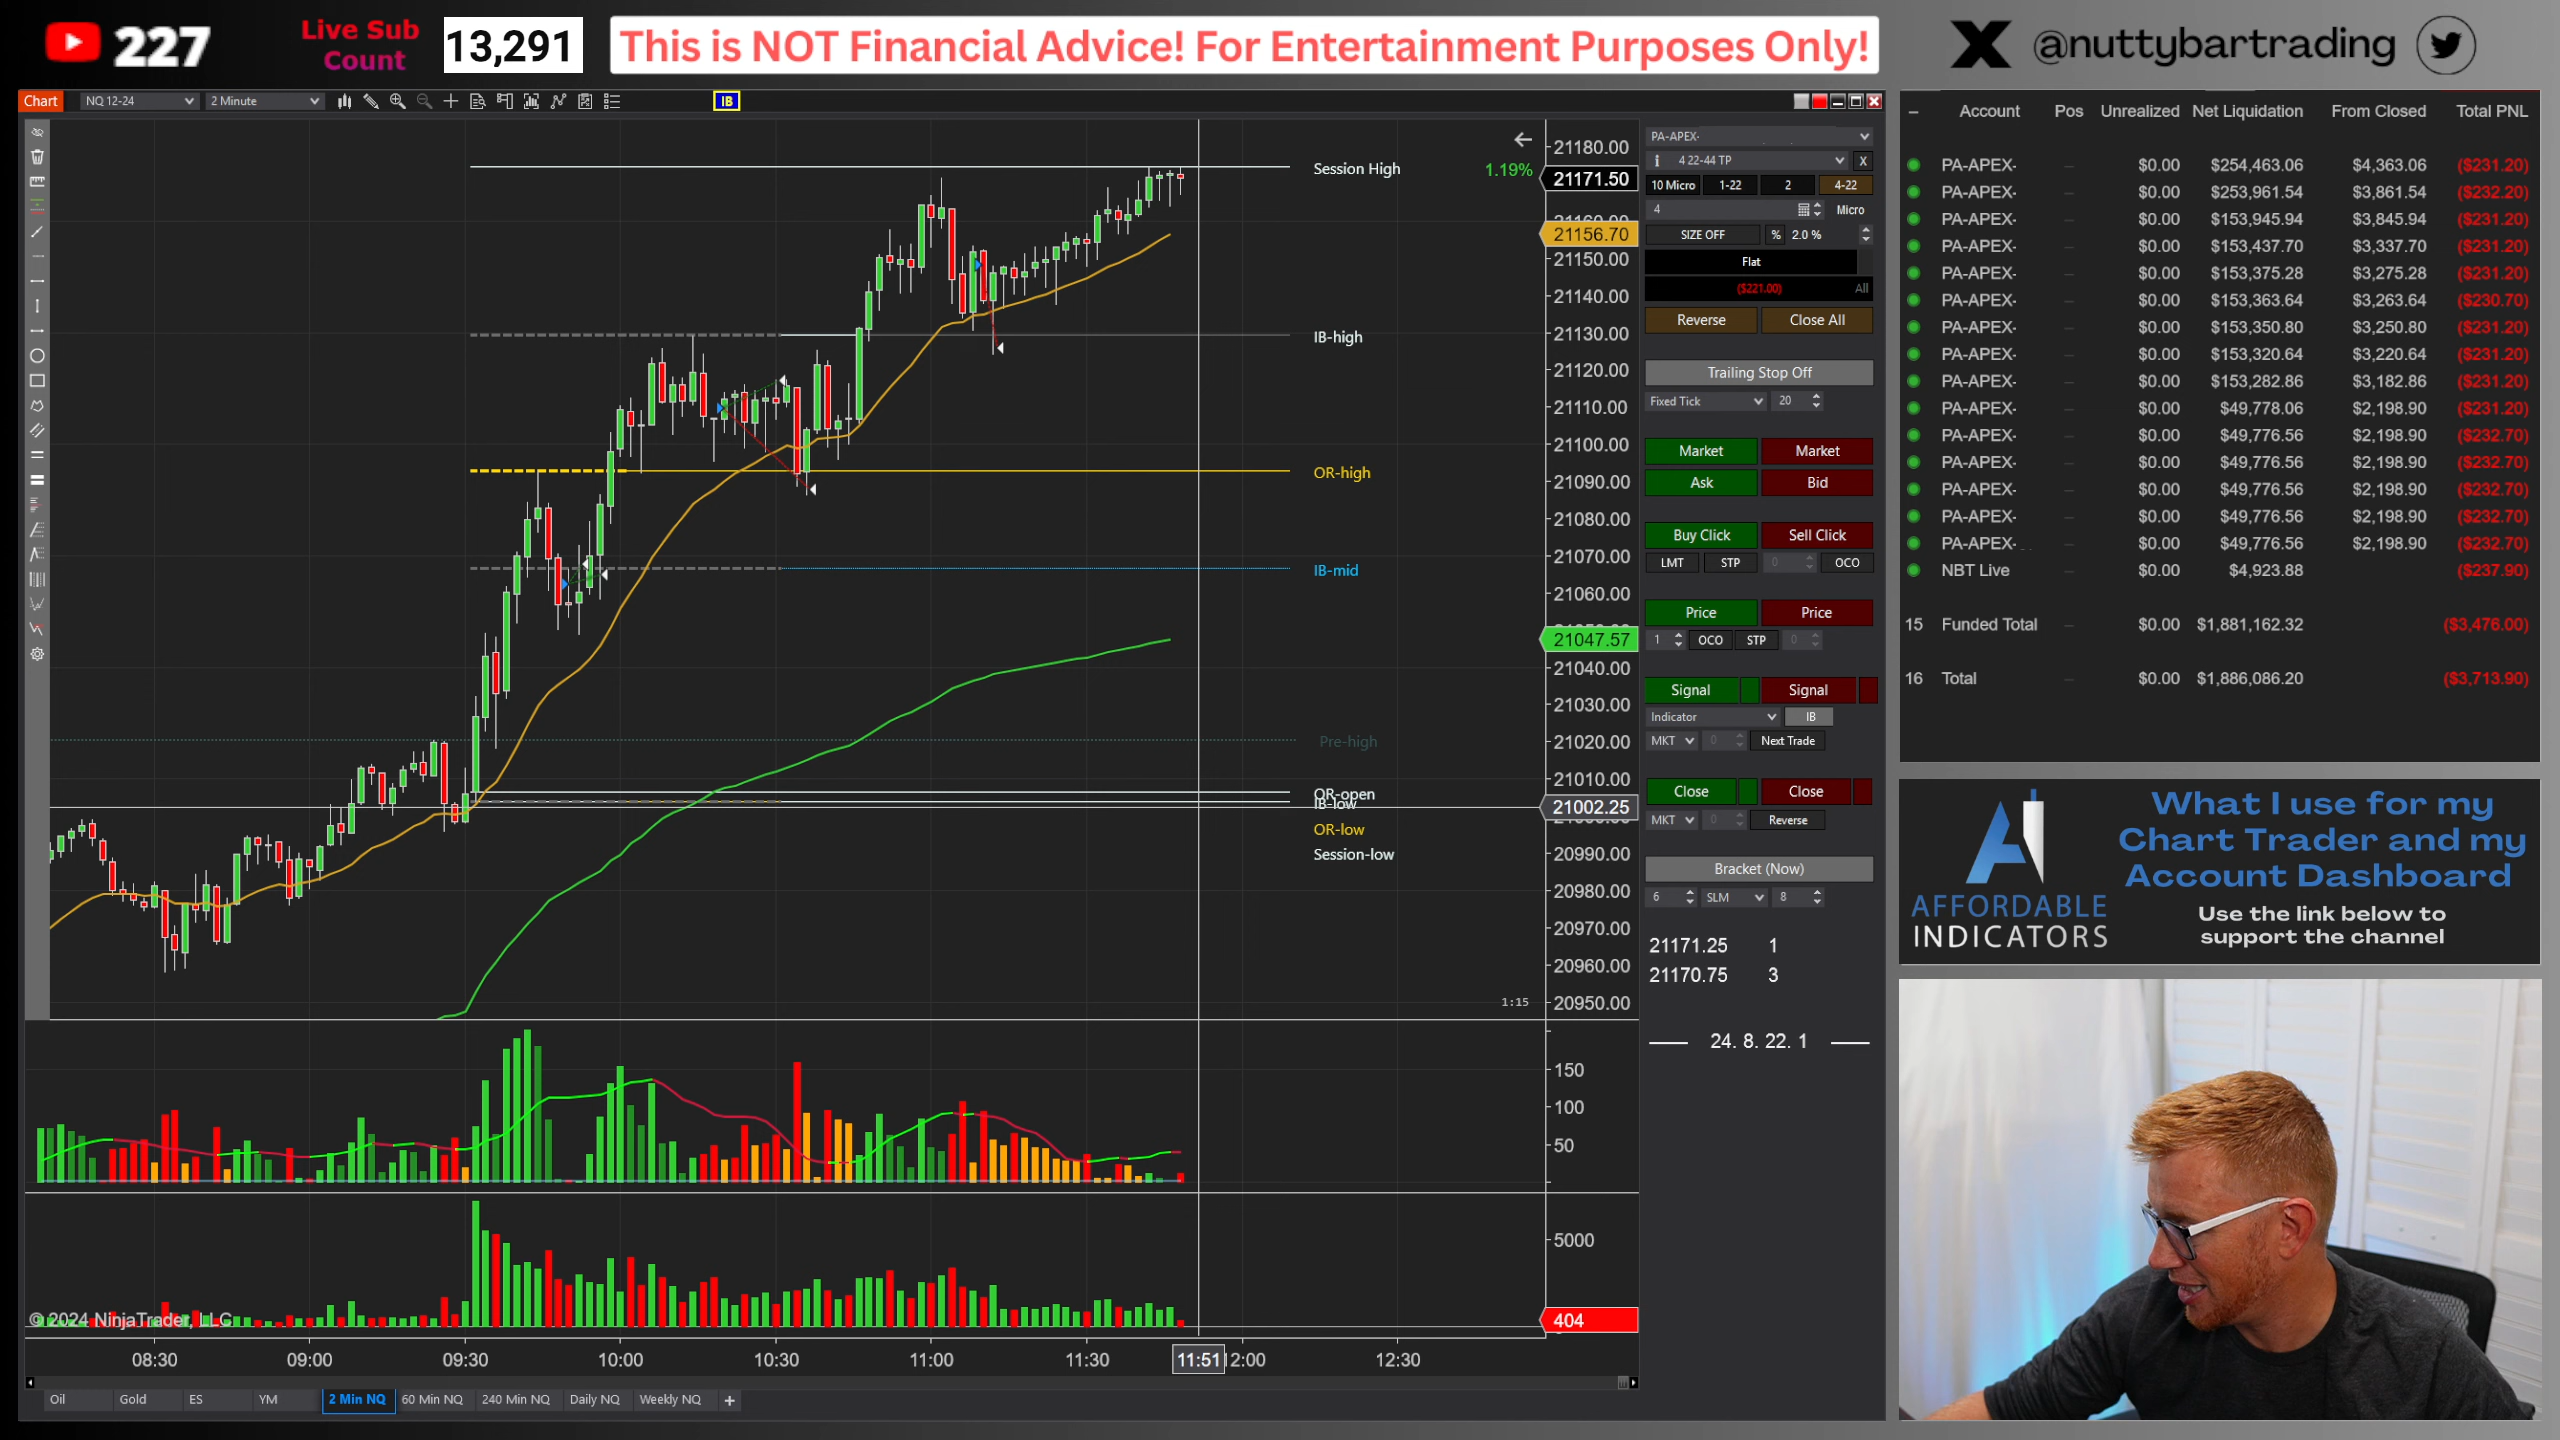 227
Live Sub
Count
13,291
This is NOT Financial Advice! For Entertainment Purposes Only!
X @nuttybartrading
Chart NQ 12-24 2 Minute IB
Session High 1.19%
IB-high
OR-high
IB-mid
Pre-high
OR-open
IB-low
OR-low
Session-low
1:15
21180.00
21171.50
21156.70
21150.00
21140.00
21130.00
21120.00
21110.00
21100.00
21090.00
21080.00
21070.00
21060.00
21047.57
21040.00
21030.00
21020.00
21010.00
21002.25
20990.00
20980.00
20970.00
20960.00
20950.00
150
100
50
5000
404
© 2024 NinjaTrader, LLC
08:30 09:00 09:30 10:00 10:30 11:00 11:30 11:51 12:00 12:30
Oil Gold ES YM 2 Min NQ 60 Min NQ 240 Min NQ Daily NQ Weekly NQ +
PA-APEX-
4 22-44 TP X
10 Micro 1-22 2 4-22
4 Micro
SIZE OFF % 2.0 %
Flat
($221.00) All
Reverse Close All
Trailing Stop Off
Fixed Tick 20
Market Market
Ask Bid
Buy Click Sell Click
LMT STP 0 OCO
Price Price
1 OCO STP 0
Signal Signal
Indicator IB
MKT 0 Next Trade
Close Close
MKT 0 Reverse
Bracket (Now)
6 SLM 8
21171.25 1
21170.75 3
24. 8. 22. 1
– Account Pos Unrealized Net Liquidation From Closed Total PNL
PA-APEX- – $0.00 $254,463.06 $4,363.06 ($231.20)
PA-APEX- – $0.00 $253,961.54 $3,861.54 ($232.20)
PA-APEX- – $0.00 $153,945.94 $3,845.94 ($231.20)
PA-APEX- – $0.00 $153,437.70 $3,337.70 ($231.20)
PA-APEX- – $0.00 $153,375.28 $3,275.28 ($231.20)
PA-APEX- – $0.00 $153,363.64 $3,263.64 ($230.70)
PA-APEX- – $0.00 $153,350.80 $3,250.80 ($231.20)
PA-APEX- – $0.00 $153,320.64 $3,220.64 ($231.20)
PA-APEX- – $0.00 $153,282.86 $3,182.86 ($231.20)
PA-APEX- – $0.00 $49,778.06 $2,198.90 ($231.20)
PA-APEX- – $0.00 $49,776.56 $2,198.90 ($232.70)
PA-APEX- – $0.00 $49,776.56 $2,198.90 ($232.70)
PA-APEX- – $0.00 $49,776.56 $2,198.90 ($232.70)
PA-APEX- – $0.00 $49,776.56 $2,198.90 ($232.70)
PA-APEX- – $0.00 $49,776.56 $2,198.90 ($232.70)
NBT Live – $0.00 $4,923.88 ($237.90)
15 Funded Total – $0.00 $1,881,162.32 ($3,476.00)
16 Total – $0.00 $1,886,086.20 ($3,713.90)
AFFORDABLE
INDICATORS
What I use for my
Chart Trader and my
Account Dashboard
Use the link below to
support the channel